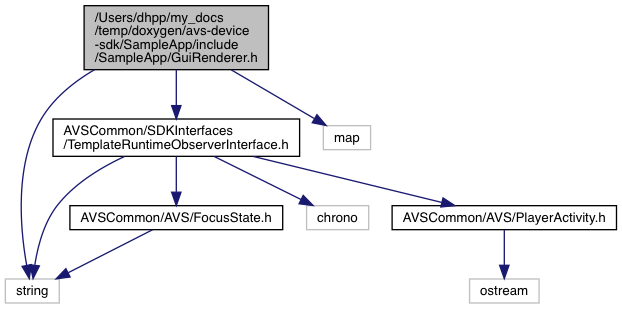 /Users/dhpp/my_docs
/temp/doxygen/avs-device
-sdk/SampleApp/include
/SampleApp/GuiRenderer.h
AVSCommon/SDKInterfaces
/TemplateRuntimeObserverInterface.h
map
AVSCommon/AVS/FocusState.h
chrono
AVSCommon/AVS/PlayerActivity.h
string
ostream